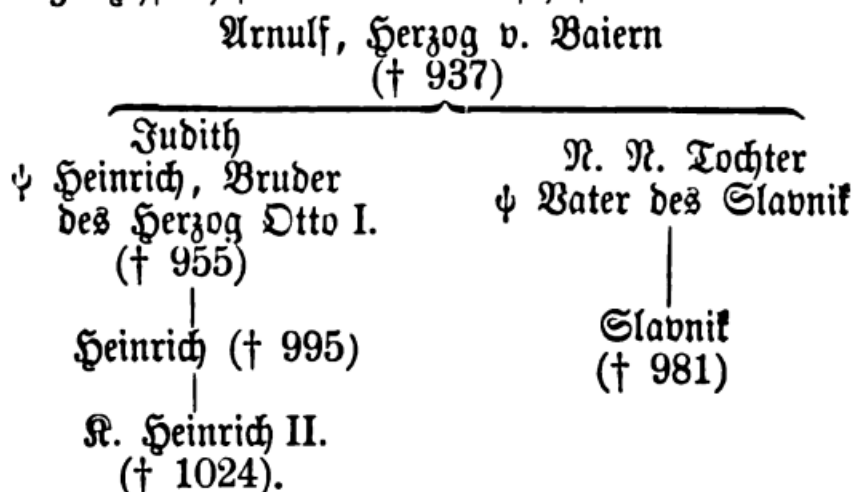 Arnulf, Herzog v. Baiern
(† 937)
Judith
ψ Heinrich, Bruder
des Herzog Otto I.
(† 955)
Heinrich († 995)
K. Heinrich II.
(† 1024).
N. N. Tochter
ψ Vater des Slavnik
Slavnik
(† 981)